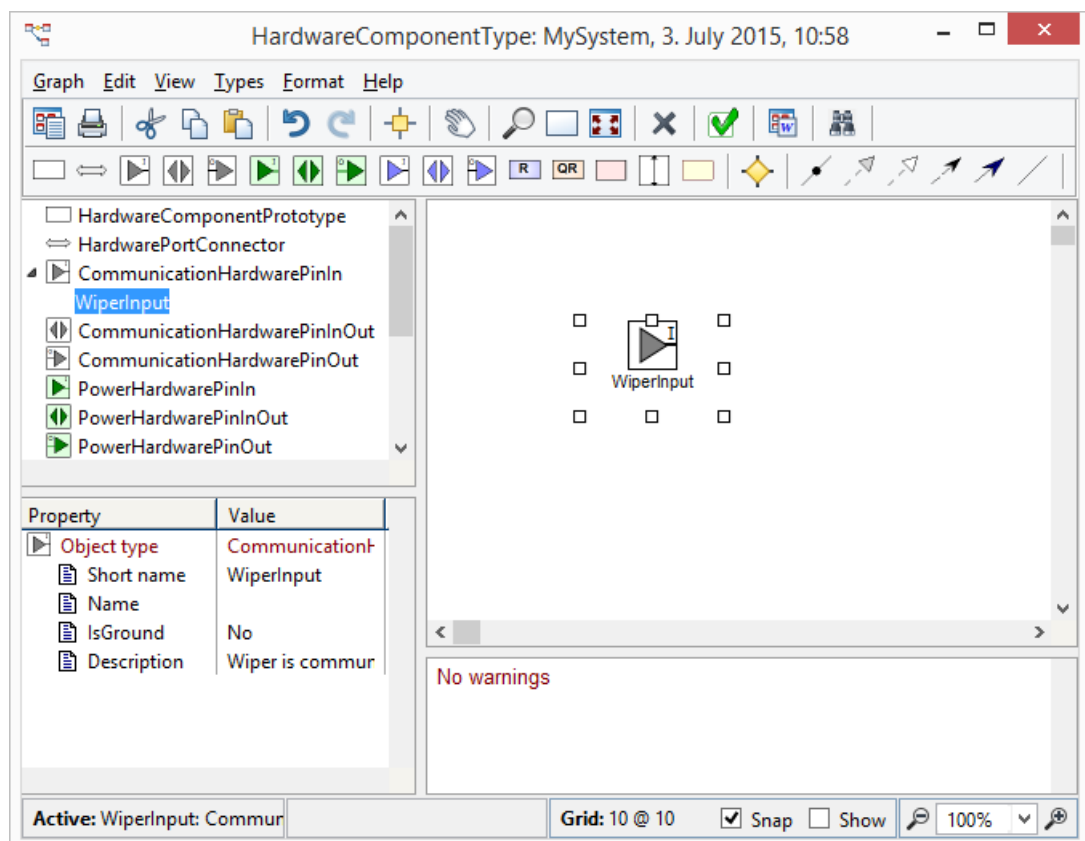 HardwareComponentType: MySystem, 3. July 2015, 10:58
Graph Edit View Types Format Help
R QR
HardwareComponentPrototype
HardwarePortConnector
CommunicationHardwarePinIn
WiperInput
CommunicationHardwarePinInOut
CommunicationHardwarePinOut
PowerHardwarePinIn
PowerHardwarePinInOut
PowerHardwarePinOut
I
WiperInput
Property Value
Object type CommunicationH
Short name WiperInput
Name
IsGround No
Description Wiper is commur
No warnings
Active: WiperInput: Commur
Grid: 10 @ 10 Snap Show 100%